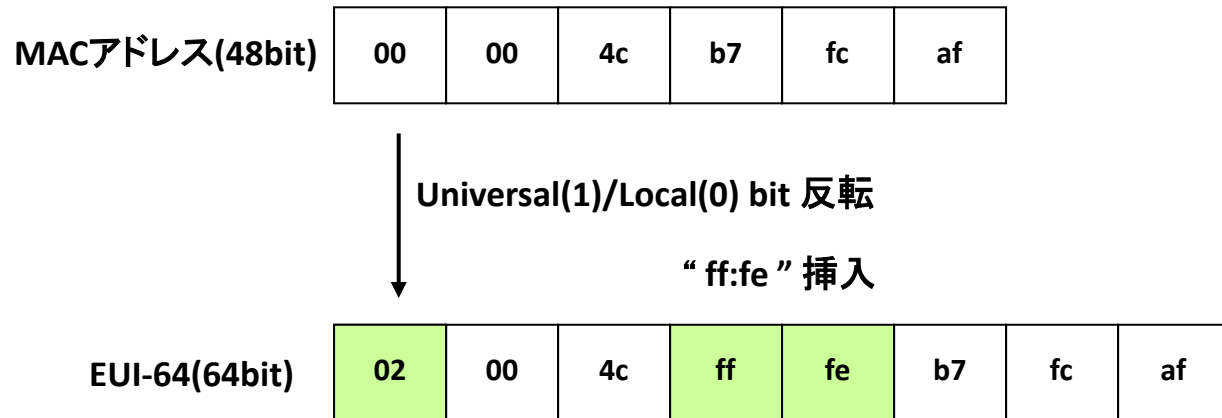 MACアドレス(48bit) 00 00 4c b7 fc af
Universal(1)/Local(0) bit 反転
“ ff:fe ” 挿入
EUI-64(64bit) 02 00 4c ff fe b7 fc af